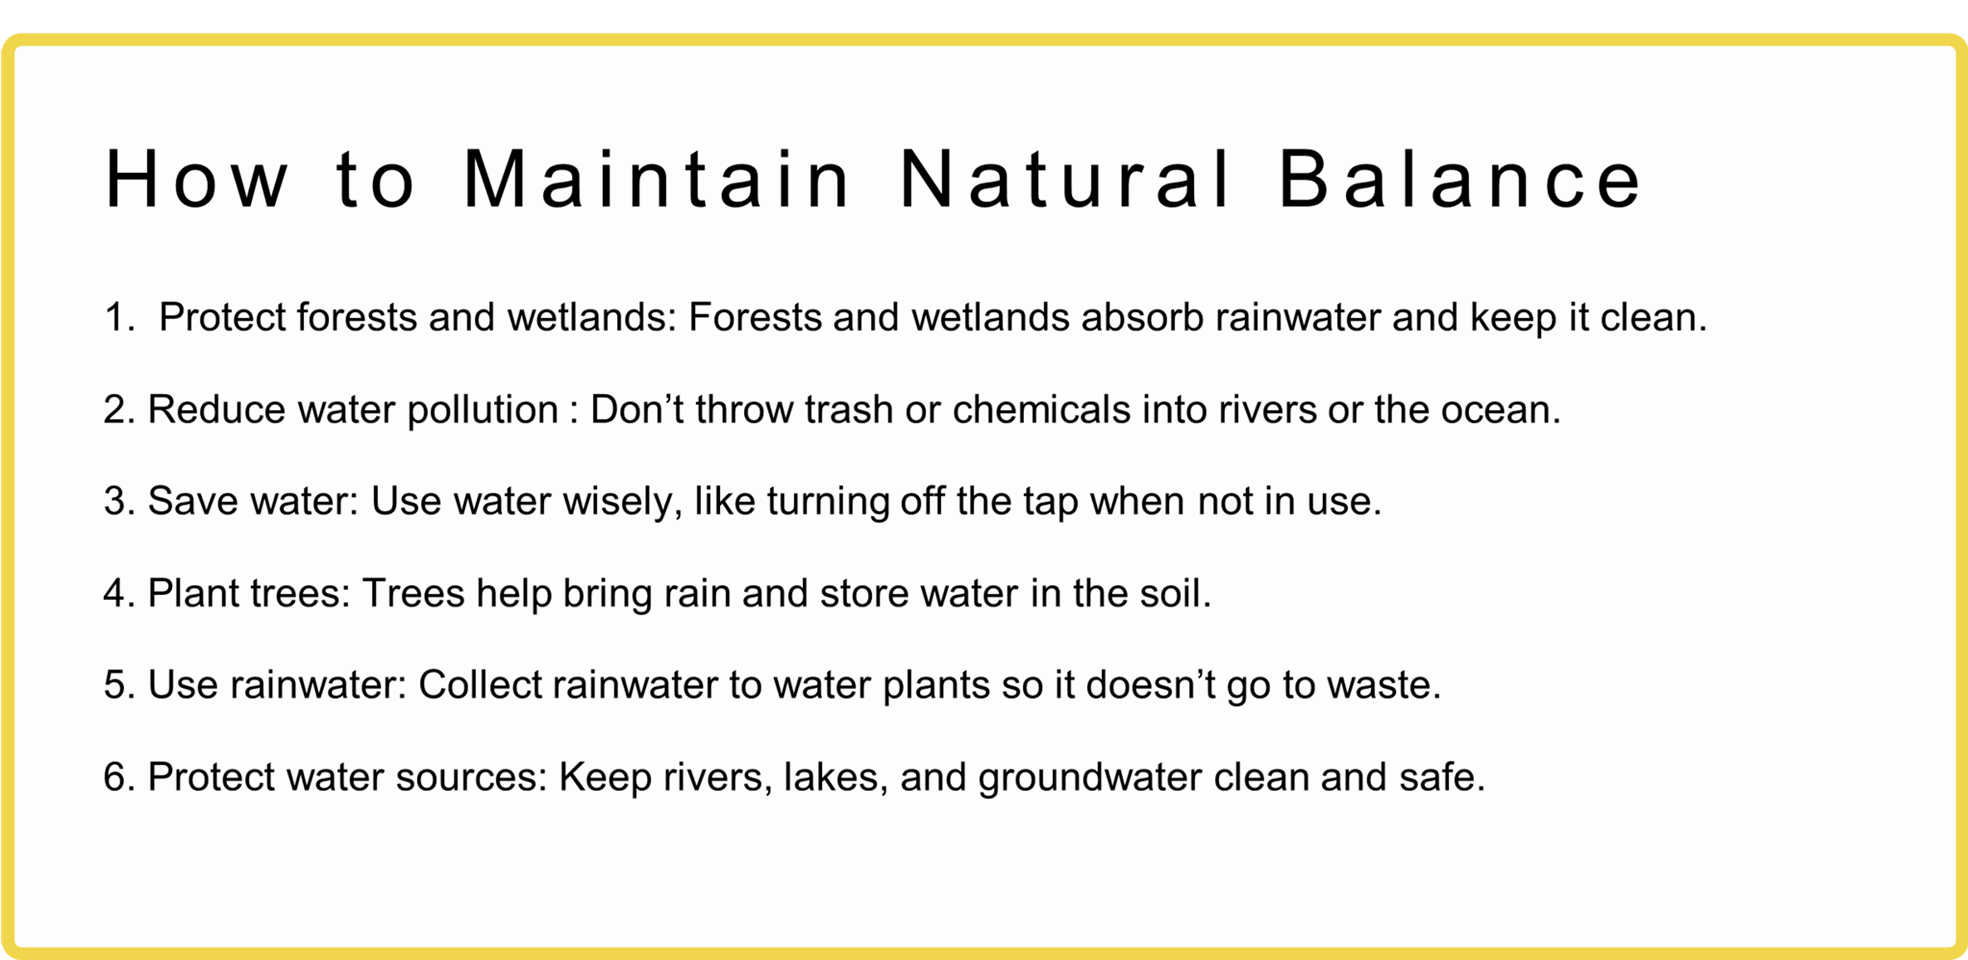 How to Maintain Natural Balance
1.  Protect forests and wetlands: Forests and wetlands absorb rainwater and keep it clean.
2. Reduce water pollution : Don’t throw trash or chemicals into rivers or the ocean.
3. Save water: Use water wisely, like turning off the tap when not in use.
4. Plant trees: Trees help bring rain and store water in the soil.
5. Use rainwater: Collect rainwater to water plants so it doesn’t go to waste.
6. Protect water sources: Keep rivers, lakes, and groundwater clean and safe.